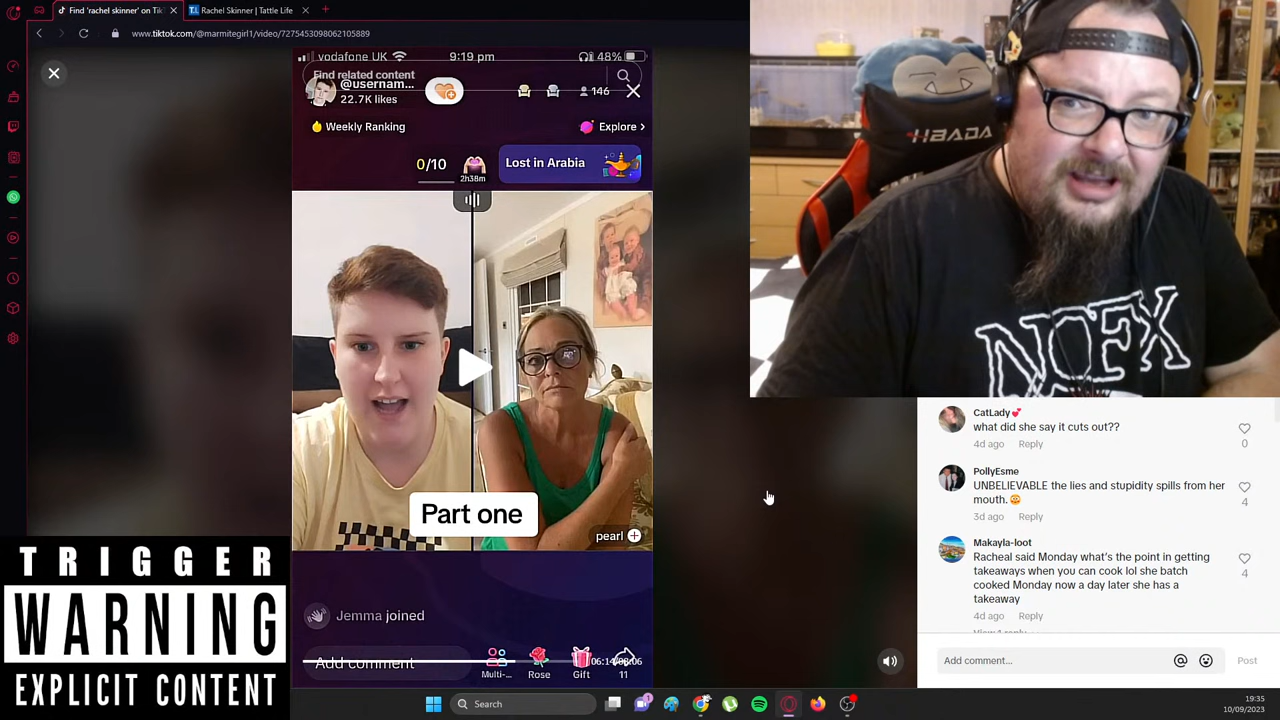 Find 'rachel skinner' on Tik
Rachel Skinner | Tattle Life
www.tiktok.com/@marmitegirl1/video/7275453098062105889
vodafone UK
9:19 pm
48%
Find related content
@usernam...
22.7K likes
146
Weekly Ranking
Explore >
0/10
2h38m
Lost in Arabia
HBADA
NOFX
Part one
pearl
Jemma joined
Add comment
Multi-...
Rose
Gift
11
TRIGGER
WARNING
EXPLICIT CONTENT
CatLady
what did she say it cuts out??
4d ago Reply
0
PollyEsme
UNBELIEVABLE the lies and stupidity spills from her
mouth.
4
3d ago Reply
Makayla-loot
Racheal said Monday what's the point in getting
takeaways when you can cook lol she batch
cooked Monday now a day later she has a
takeaway
4
4d ago Reply
View 1 reply
Add comment...
Post
Search
19:35
10/09/2023